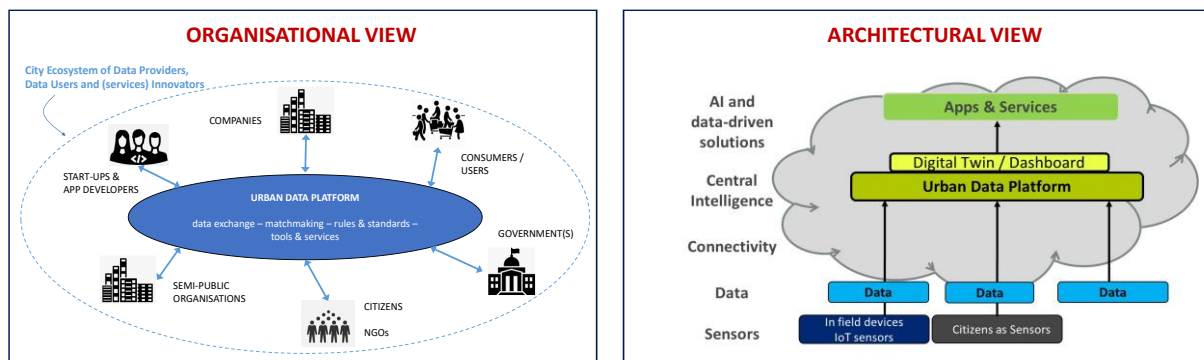 ORGANISATIONAL VIEW
City Ecosystem of Data Providers,
Data Users and (services) Innovators
COMPANIES
CONSUMERS /
USERS
START-UPS &
APP DEVELOPERS
URBAN DATA PLATFORM
data exchange – matchmaking – rules & standards –
tools & services
GOVERNMENT(S)
SEMI-PUBLIC
ORGANISATIONS
CITIZENS
NGOs
ARCHITECTURAL VIEW
AI and
data-driven
solutions
Apps & Services
Digital Twin / Dashboard
Central
Intelligence
Urban Data Platform
Connectivity
Data
Data
Data
Data
Sensors
In field devices
IoT sensors
Citizens as Sensors